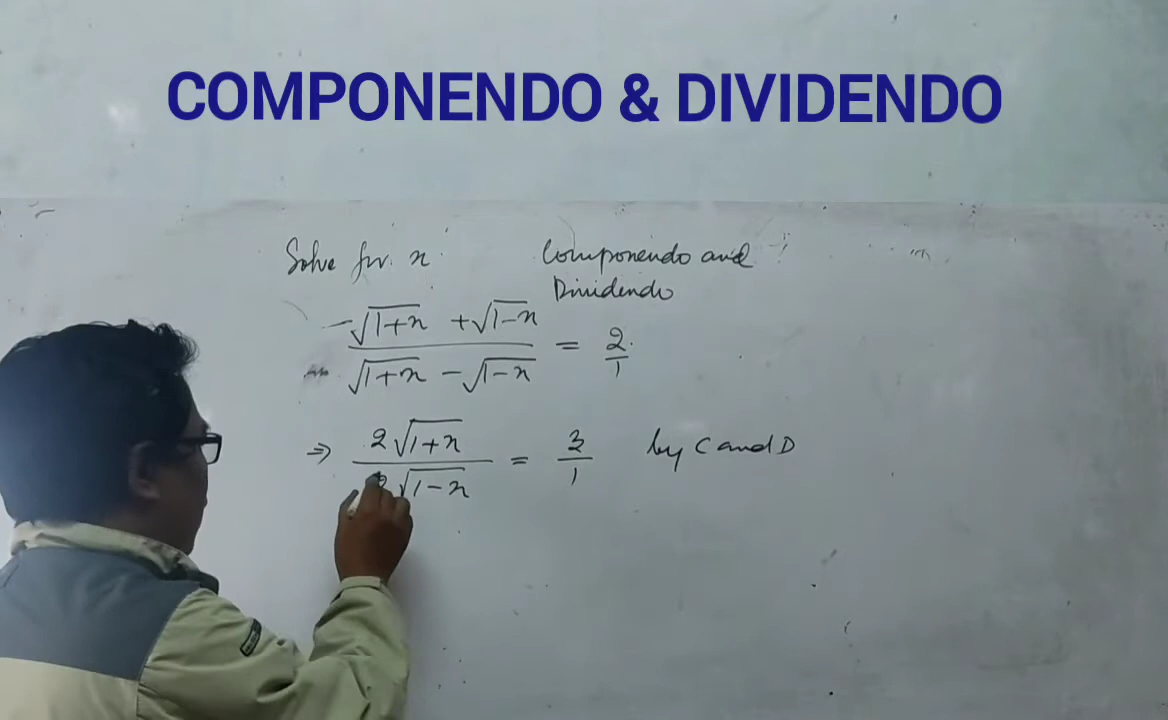 COMPONENDO & DIVIDENDO
Solve for x. Componendo and
Dividendo
√1+x + √1-x / √1+x - √1-x = 2/1
⇒ 2√1+x / 2√1-x = 3/1 by C and D